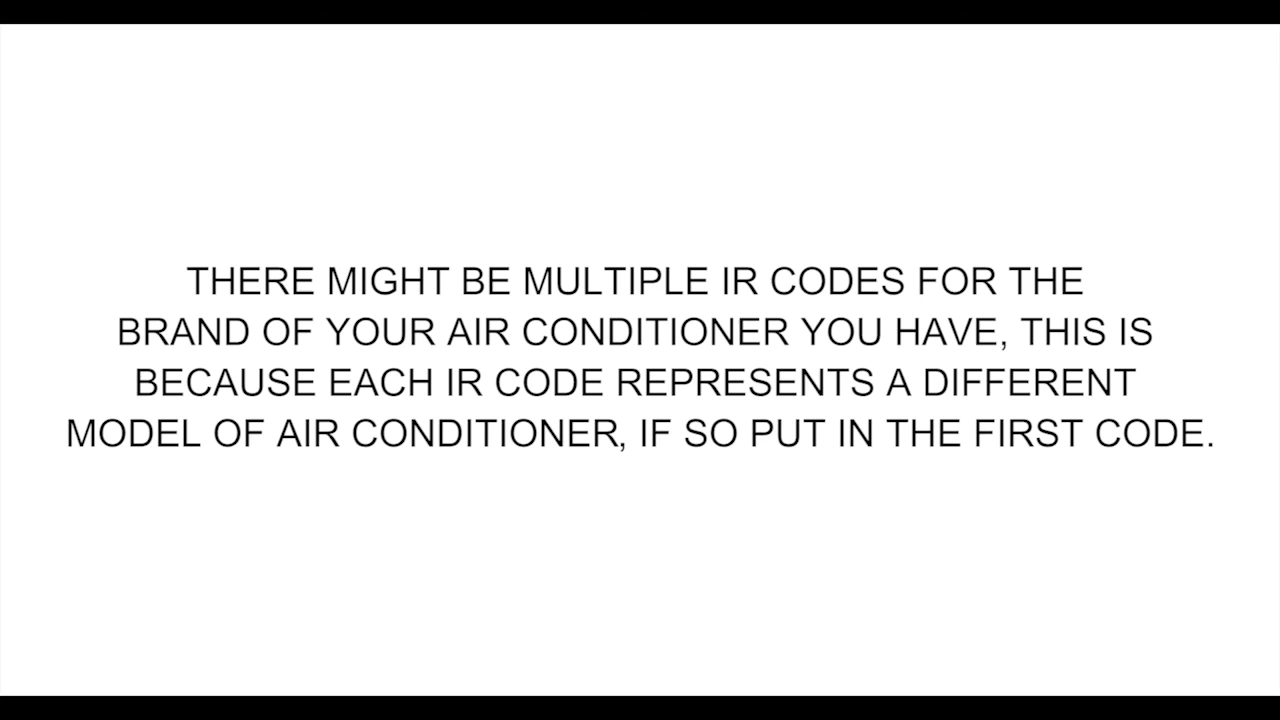 THERE MIGHT BE MULTIPLE IR CODES FOR THE
BRAND OF YOUR AIR CONDITIONER YOU HAVE, THIS IS
BECAUSE EACH IR CODE REPRESENTS A DIFFERENT
MODEL OF AIR CONDITIONER, IF SO PUT IN THE FIRST CODE.